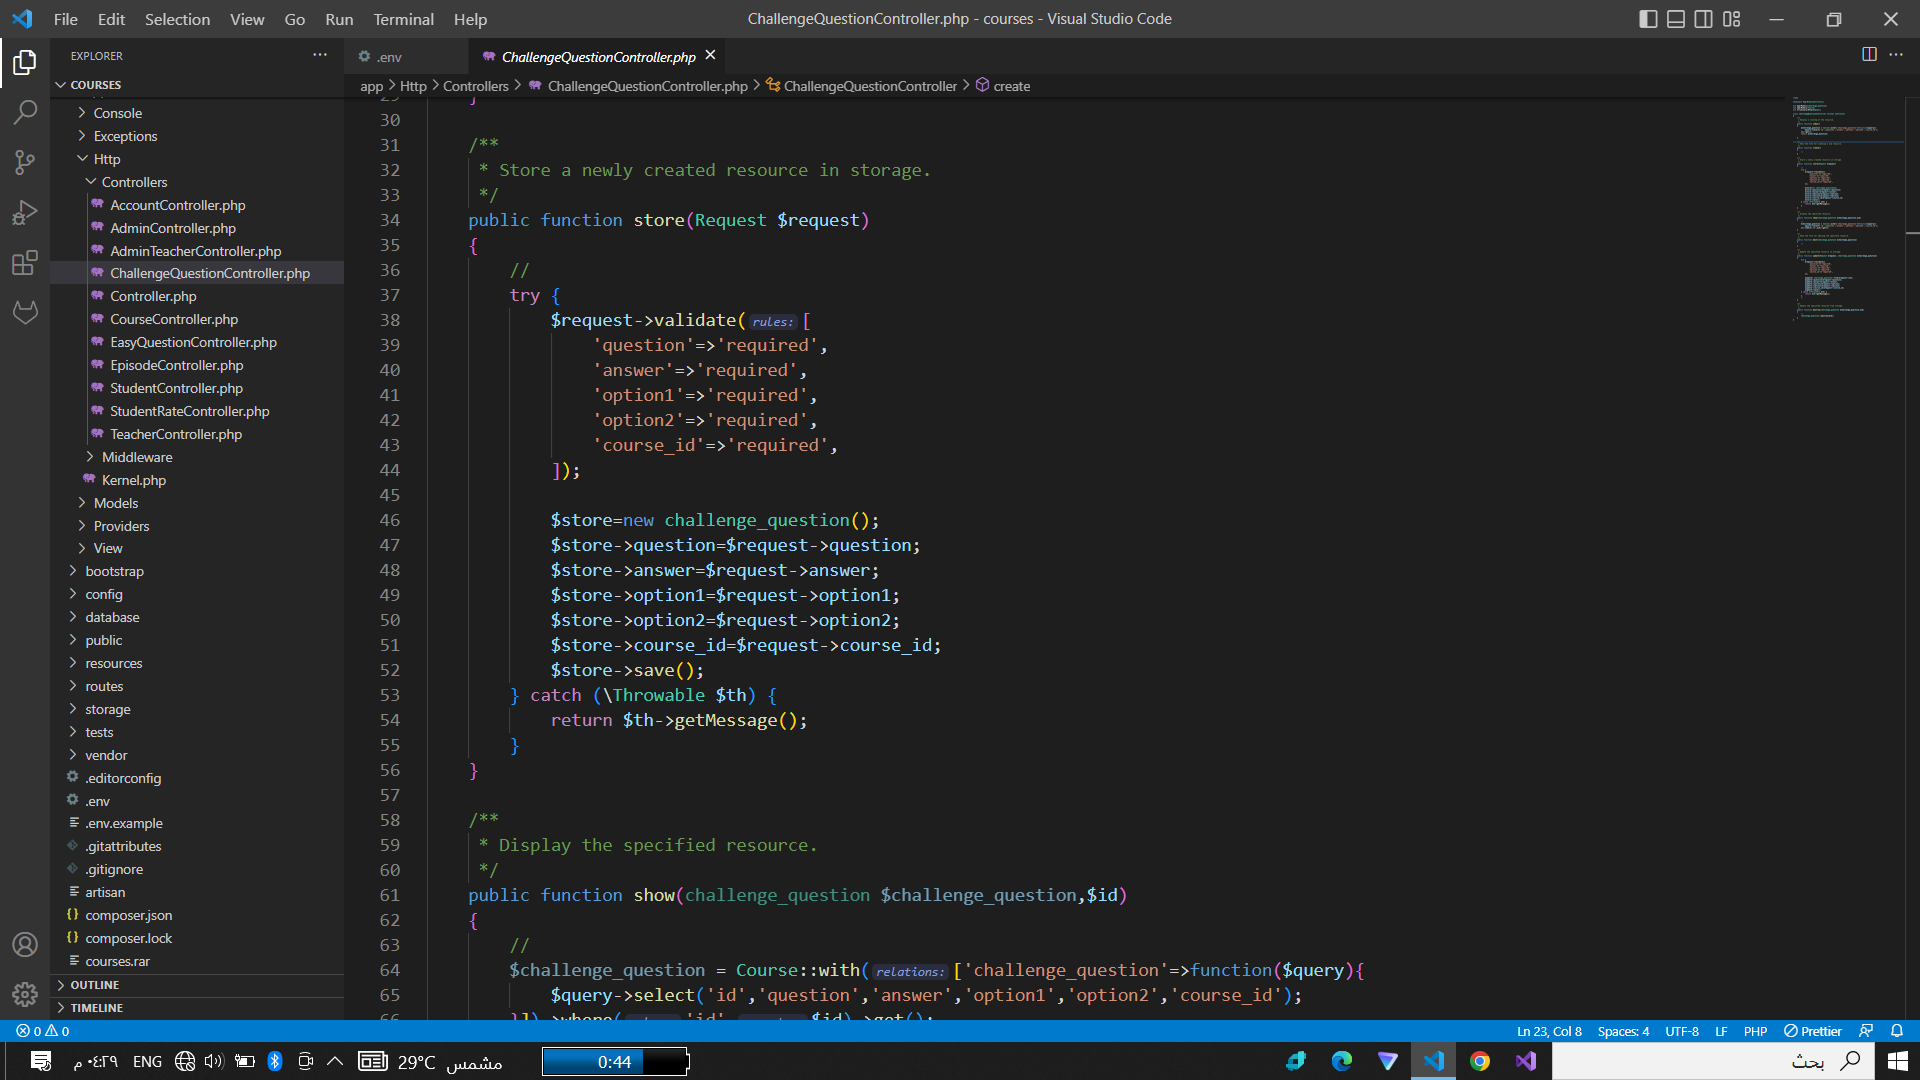 File Edit Selection View Go Run Terminal Help
ChallengeQuestionController.php - courses - Visual Studio Code
EXPLORER
COURSES
Console
Exceptions
Http
Controllers
AccountController.php
AdminController.php
AdminTeacherController.php
ChallengeQuestionController.php
Controller.php
CourseController.php
EasyQuestionController.php
EpisodeController.php
StudentController.php
StudentRateController.php
TeacherController.php
Middleware
Kernel.php
Models
Providers
View
bootstrap
config
database
public
resources
routes
storage
tests
vendor
.editorconfig
.env
.env.example
.gitattributes
.gitignore
artisan
composer.json
composer.lock
courses.rar
OUTLINE
TIMELINE
.env
ChallengeQuestionController.php
app > Http > Controllers > ChallengeQuestionController.php > ChallengeQuestionController > create
29 }
30
31 /**
32 * Store a newly created resource in storage.
33 */
34 public function store(Request $request)
35 {
36 //
37 try {
38 $request->validate(rules: [
39 'question'=>'required',
40 'answer'=>'required',
41 'option1'=>'required',
42 'option2'=>'required',
43 'course_id'=>'required',
44 ]);
45
46 $store=new challenge_question();
47 $store->question=$request->question;
48 $store->answer=$request->answer;
49 $store->option1=$request->option1;
50 $store->option2=$request->option2;
51 $store->course_id=$request->course_id;
52 $store->save();
53 } catch (\Throwable $th) {
54 return $th->getMessage();
55 }
56 }
57
58 /**
59 * Display the specified resource.
60 */
61 public function show(challenge_question $challenge_question,$id)
62 {
63 //
64 $challenge_question = Course::with(relations: ['challenge_question'=>function($query){
65 $query->select('id','question','answer','option1','option2','course_id');
66 }])->where( 'id', $id)->get();
0 0
Ln 23, Col 8 Spaces: 4 UTF-8 LF PHP Prettier
٠٤:٢٩ م ENG 29°C مشمس 0:44 بحث